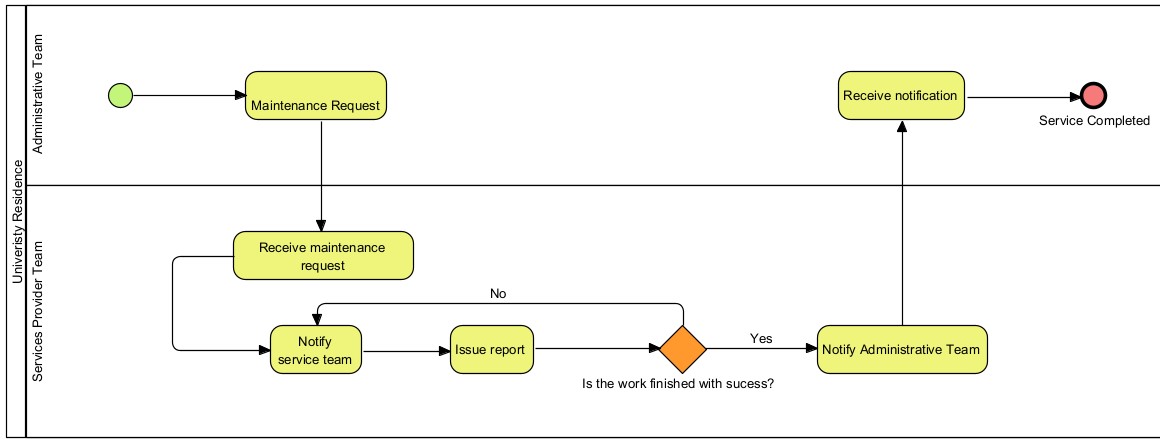 Univeristy Residence
Administrative Team
Maintenance Request
Receive notification
Service Completed
Services Provider Team
Receive maintenance
request
No
Notify
service team
Issue report
Is the work finished with sucess?
Yes
Notify Administrative Team